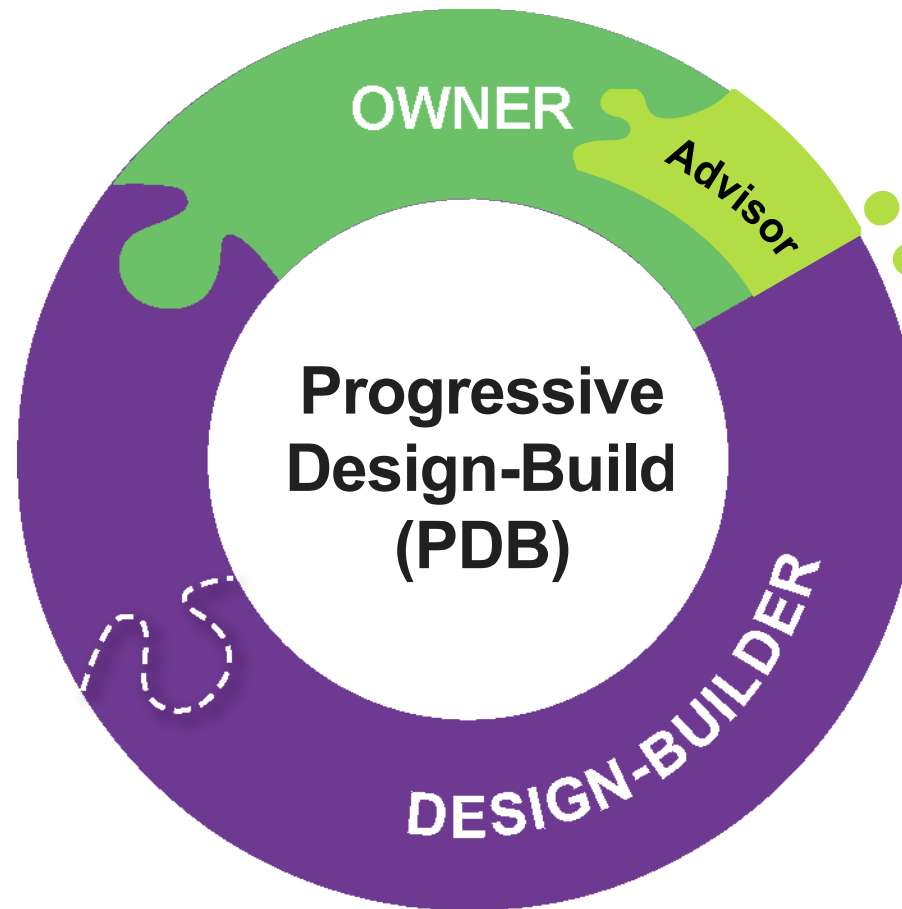 OWNER
Advisor
Progressive
Design-Build
(PDB)
DESIGN-BUILDER